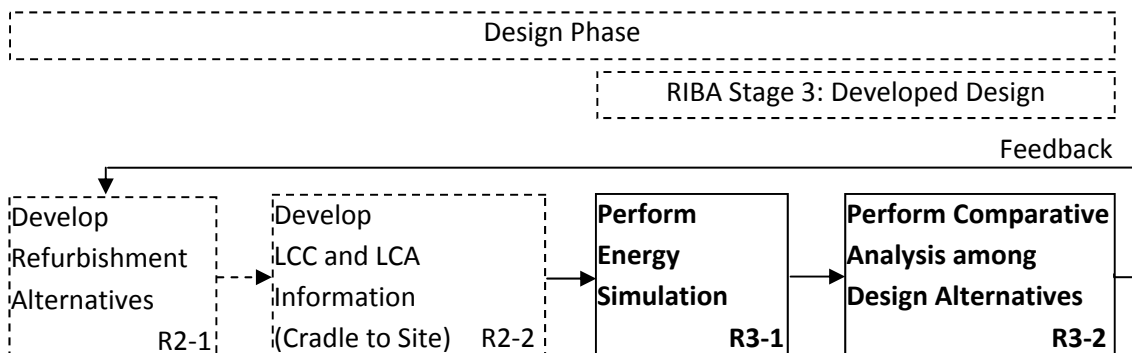 Design Phase
RIBA Stage 3: Developed Design
Feedback
Develop
Refurbishment
Alternatives
R2-1
Develop
LCC and LCA
Information
(Cradle to Site) R2-2
Perform
Energy
Simulation
R3-1
Perform Comparative
Analysis among
Design Alternatives
R3-2